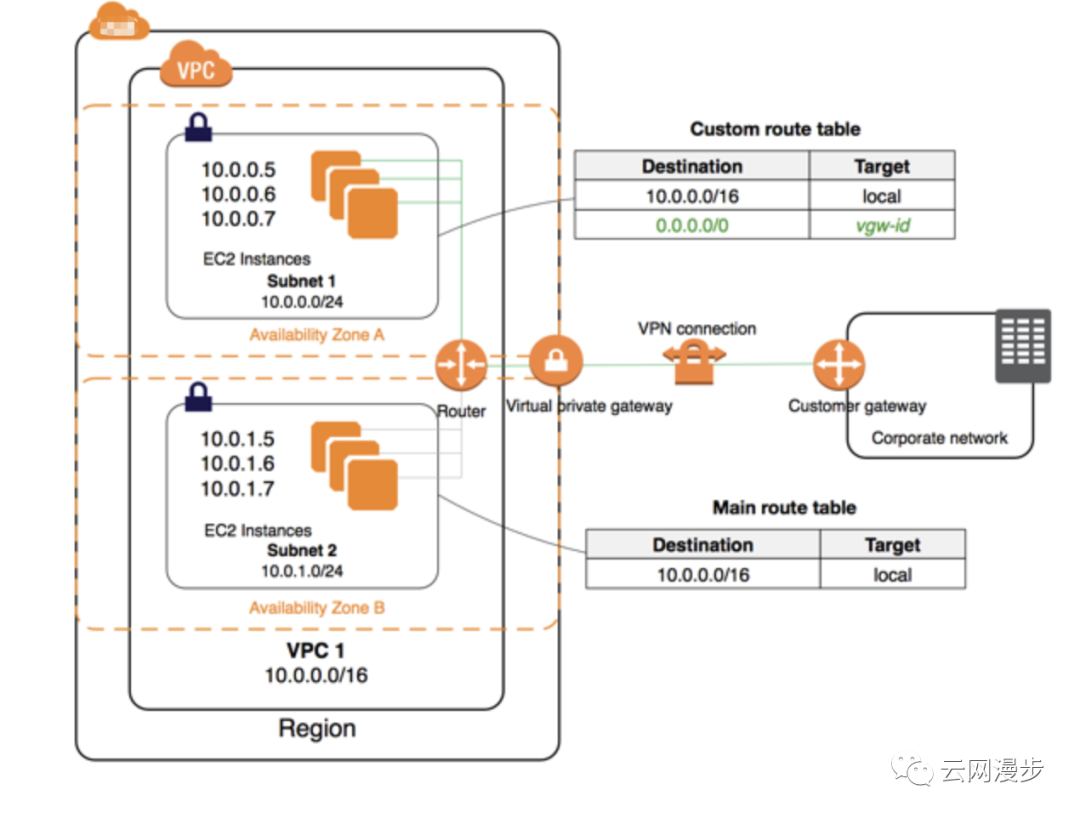 VPC
10.0.0.5
10.0.0.6
10.0.0.7
EC2 Instances
Subnet 1
10.0.0.0/24
Availability Zone A
Custom route table
Destination Target
10.0.0.0/16 local
0.0.0.0/0 vgw-id
VPN connection
Router
Virtual private gateway
Customer gateway
Corporate network
10.0.1.5
10.0.1.6
10.0.1.7
EC2 Instances
Subnet 2
10.0.1.0/24
Availability Zone B
Main route table
Destination Target
10.0.0.0/16 local
VPC 1
10.0.0.0/16
Region
云网漫步